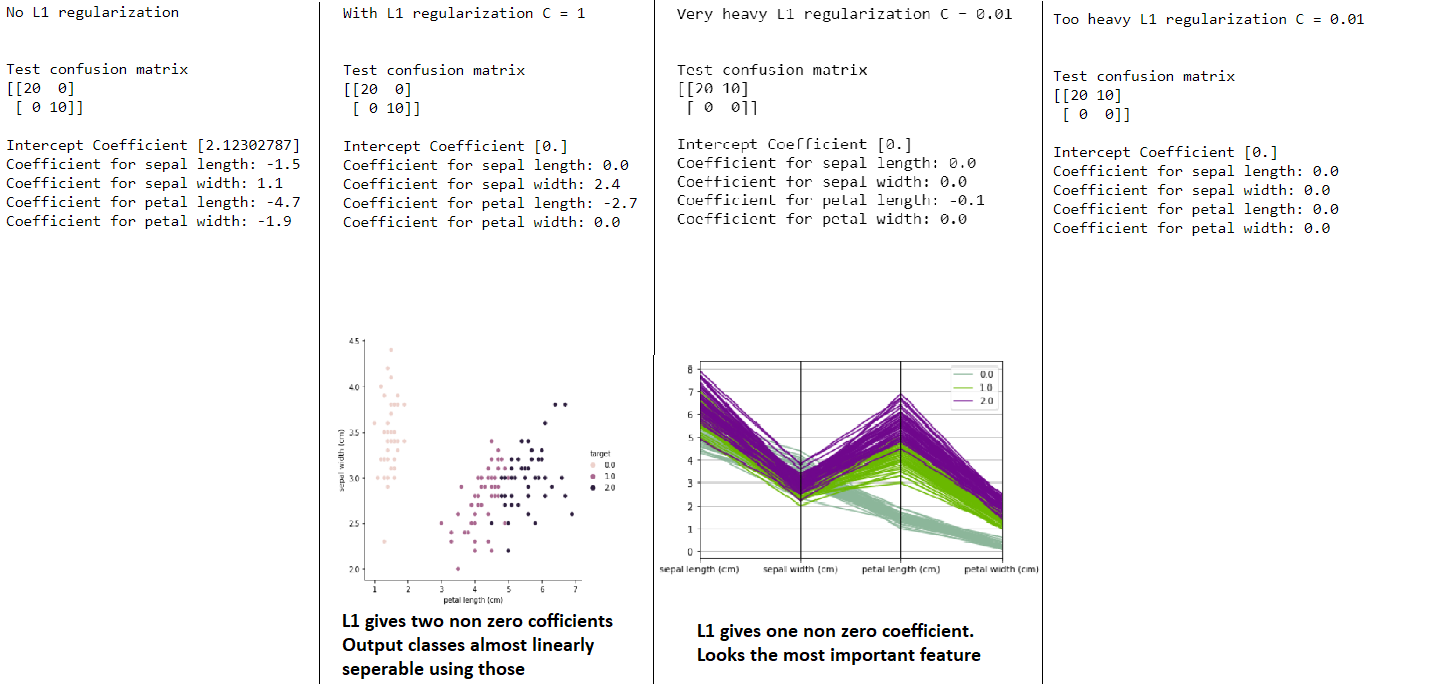 No L1 regularization
Test confusion matrix
[[20  0]
 [ 0 10]]
Intercept Coefficient [2.12302787]
Coefficient for sepal length: -1.5
Coefficient for sepal width: 1.1
Coefficient for petal length: -4.7
Coefficient for petal width: -1.9
With L1 regularization C = 1
Test confusion matrix
[[20  0]
 [ 0 10]]
Intercept Coefficient [0.]
Coefficient for sepal length: 0.0
Coefficient for sepal width: 2.4
Coefficient for petal length: -2.7
Coefficient for petal width: 0.0
4.5
4.0
3.5
3.0
2.5
2.0
sepal width (cm)
1 2 3 4 5 6 7
petal length (cm)
target
0.0
1.0
2.0
L1 gives two non zero cofficients
Output classes almost linearly
seperable using those
Very heavy L1 regularization C = 0.01
Test confusion matrix
[[20 10]
 [ 0  0]]
Intercept Coefficient [0.]
Coefficient for sepal length: 0.0
Coefficient for sepal width: 0.0
Coefficient for petal length: -0.1
Coefficient for petal width: 0.0
8
7
6
5
4
3
2
1
0
0.0
1.0
2.0
sepal length (cm) sepal width (cm) petal length (cm) petal width (cm)
L1 gives one non zero coefficient.
Looks the most important feature
Too heavy L1 regularization C = 0.01
Test confusion matrix
[[20 10]
 [ 0  0]]
Intercept Coefficient [0.]
Coefficient for sepal length: 0.0
Coefficient for sepal width: 0.0
Coefficient for petal length: 0.0
Coefficient for petal width: 0.0